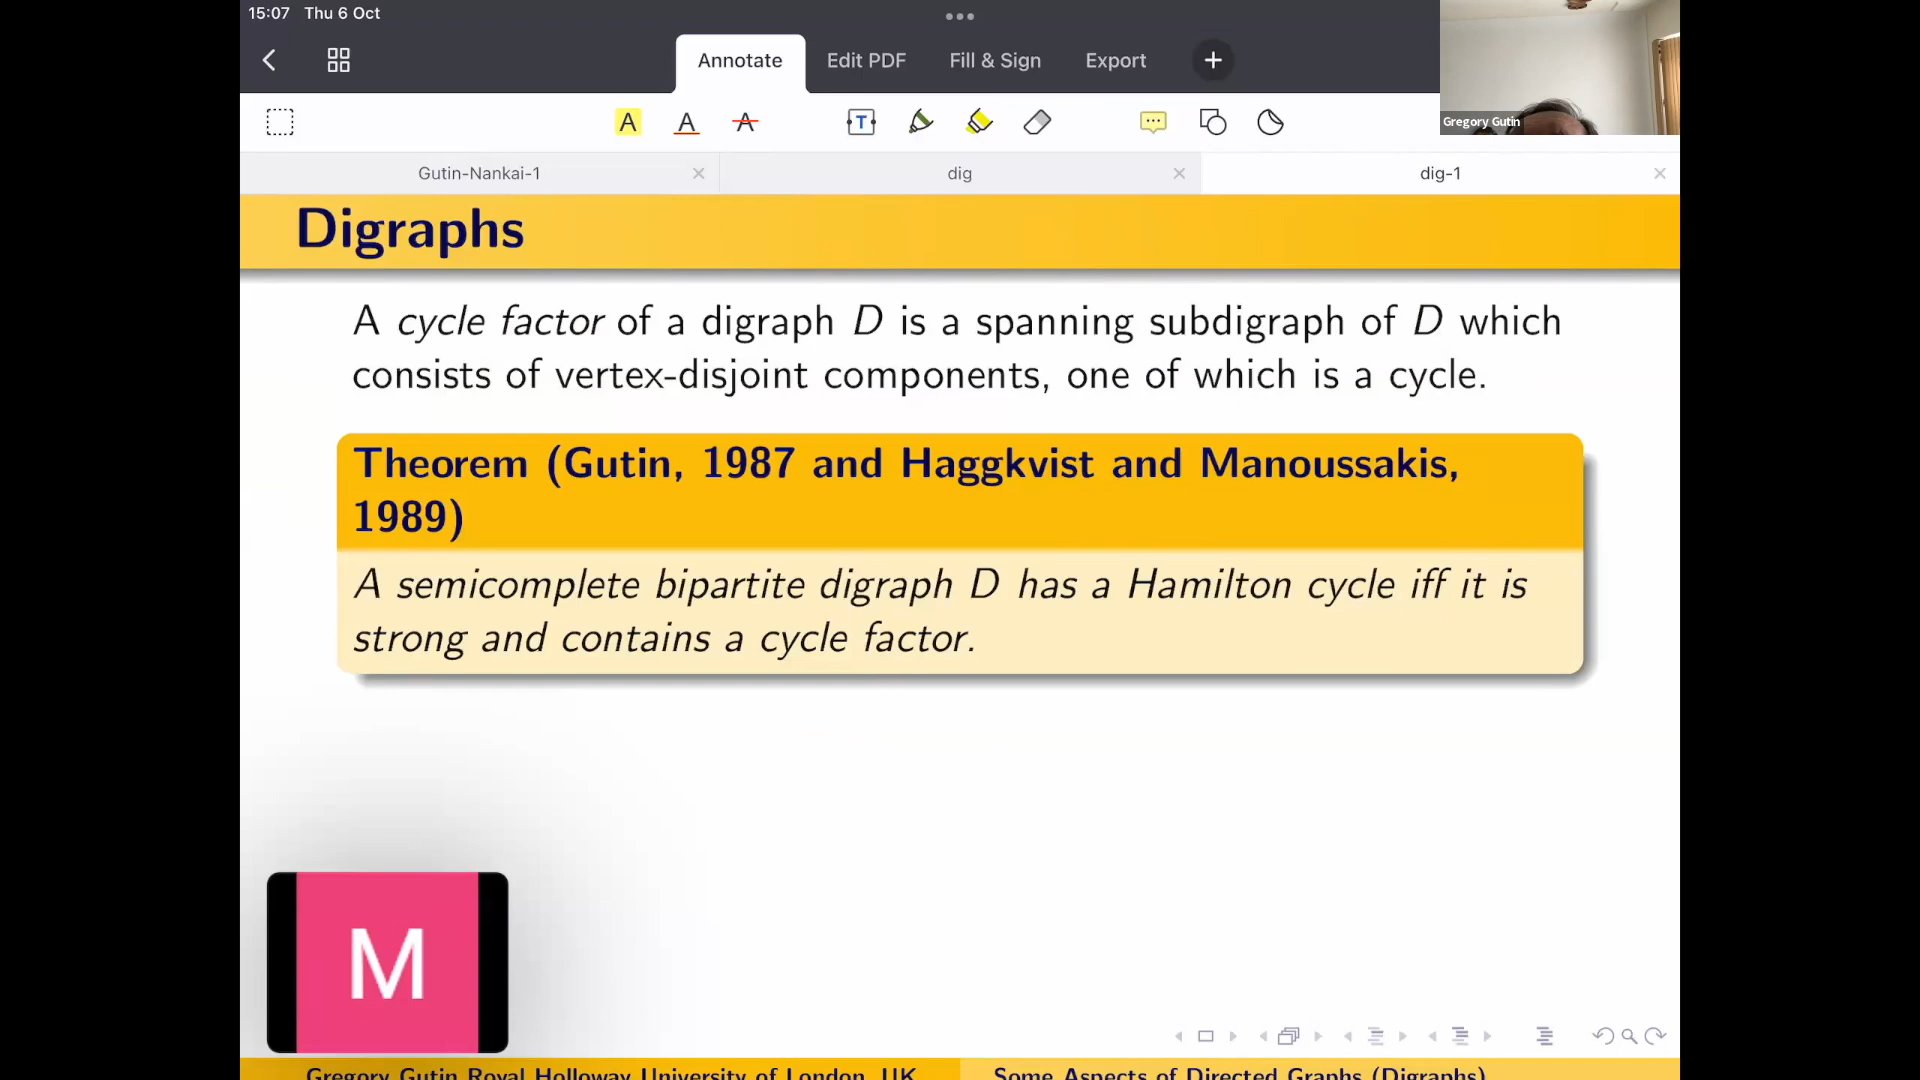 15:07 Thu 6 Oct
Annotate Edit PDF Fill & Sign Export
A A A T
Gregory Gutin
Gutin-Nankai-1 dig dig-1
Digraphs
A cycle factor of a digraph D is a spanning subdigraph of D which
consists of vertex-disjoint components, one of which is a cycle.
Theorem (Gutin, 1987 and Haggkvist and Manoussakis,
1989)
A semicomplete bipartite digraph D has a Hamilton cycle iff it is
strong and contains a cycle factor.
M
Gregory Gutin Royal Holloway University of London, UK Some Aspects of Directed Graphs (Digraphs)